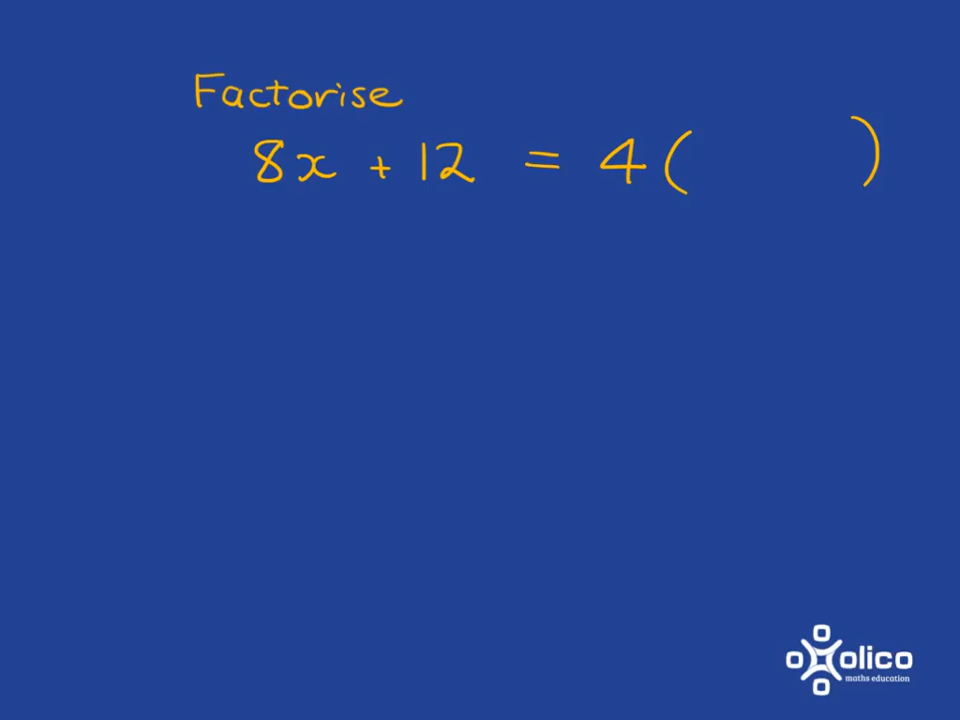 Factorise
8x + 12 = 4 ( )
olico
maths education